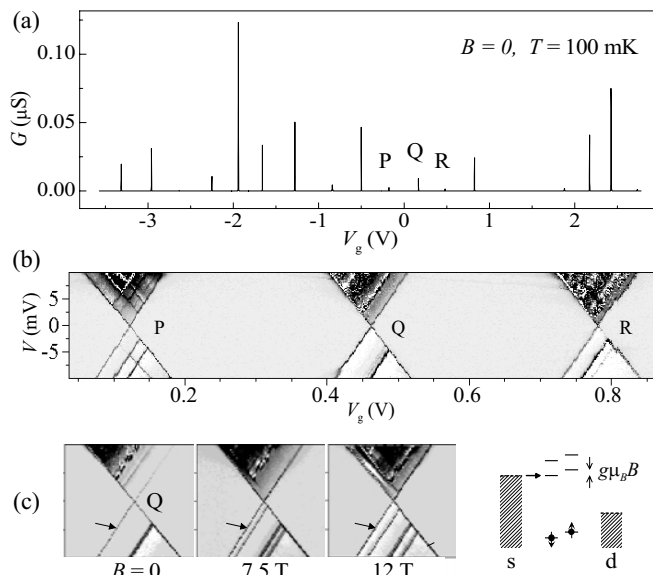 (a)
0.10
0.05
0.00
G (μS)
B = 0, T = 100 mK
P
Q
R
-3
-2
-1
0
1
2
V_g (V)
(b)
5
0
-5
V (mV)
P
Q
R
0.2
0.4
0.6
0.8
V_g (V)
(c)
Q
B = 0
7.5 T
12 T
gμ_BB
s
d